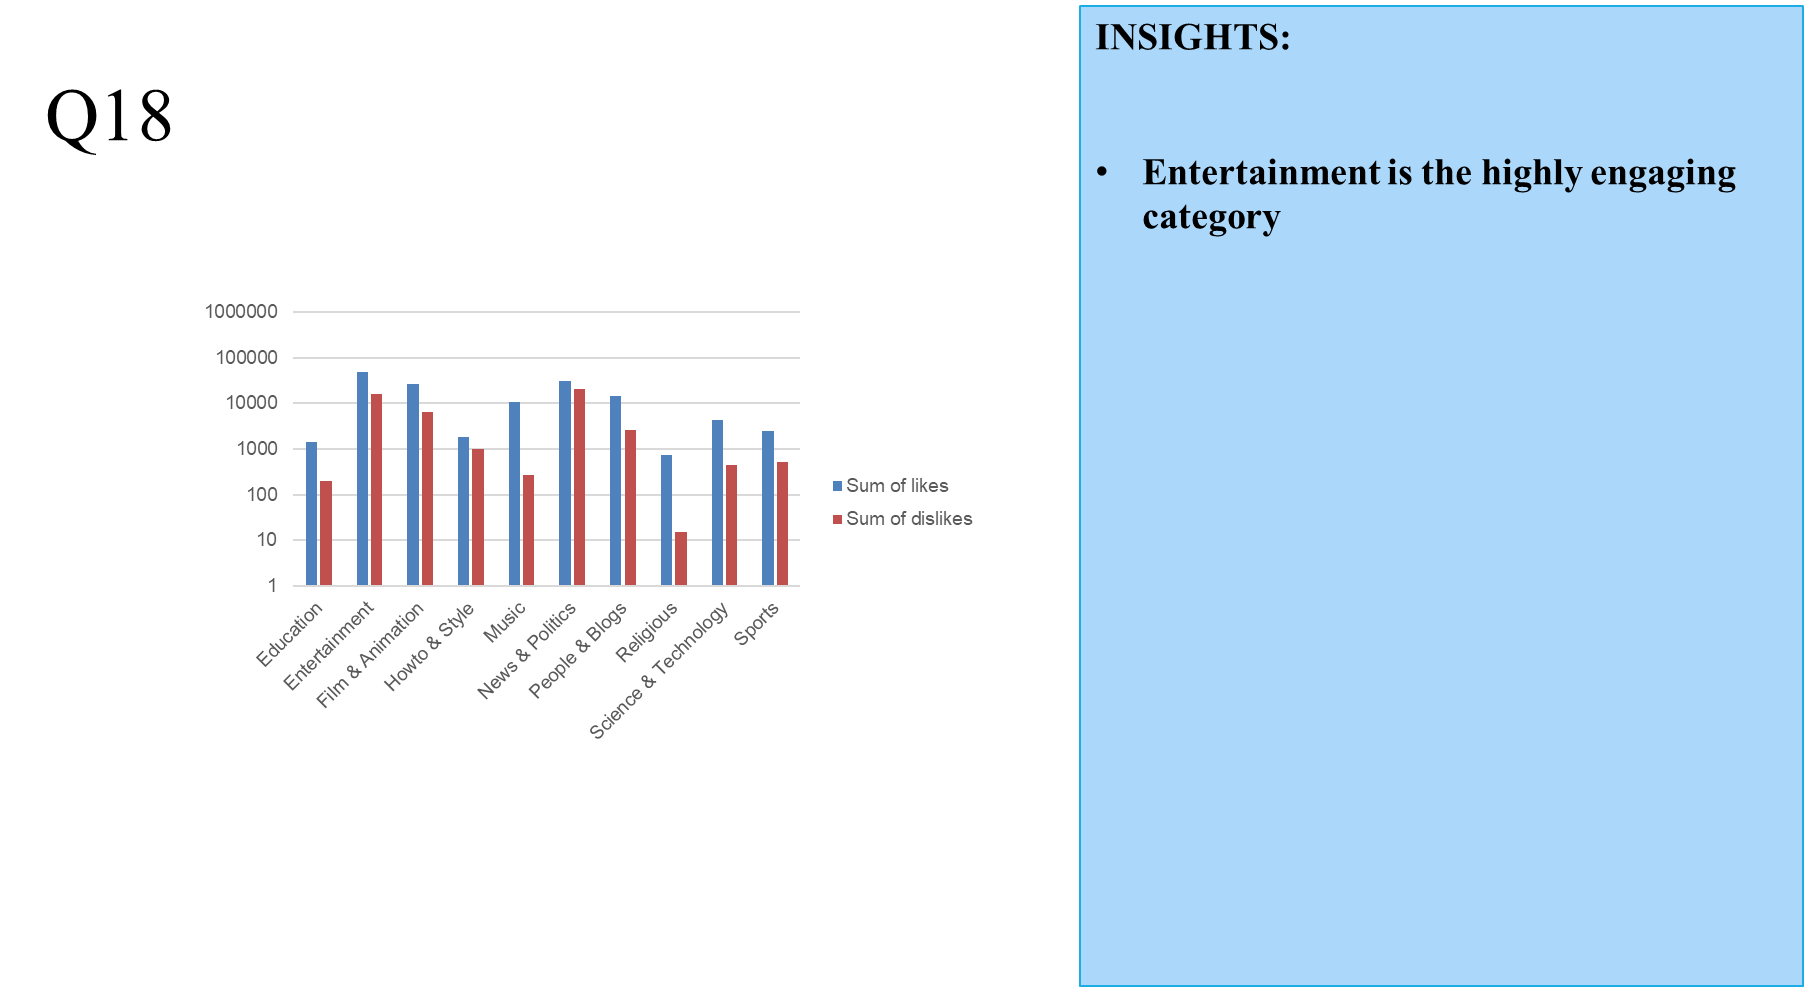 Q18
INSIGHTS:
• Entertainment is the highly engaging
category
1000000
100000
10000
1000
100
10
1
Education
Entertainment
Film & Animation
Howto & Style
Music
News & Politics
People & Blogs
Religious
Science & Technology
Sports
Sum of likes
Sum of dislikes